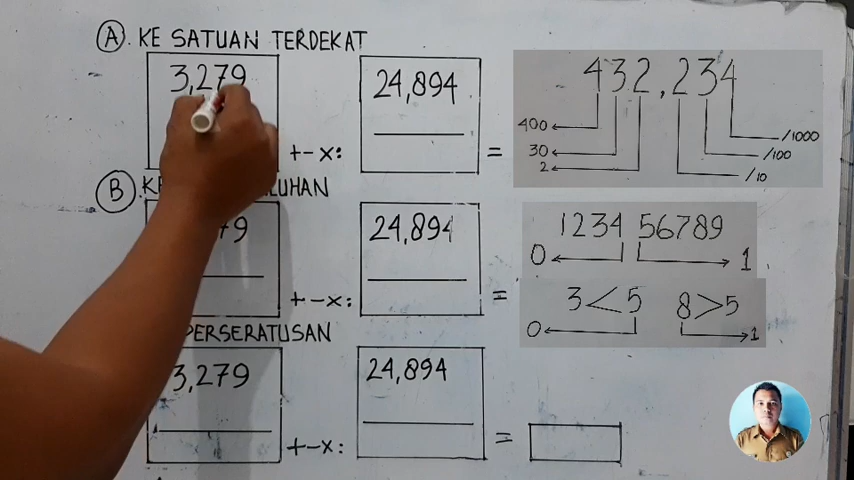 A. KE SATUAN TERDEKAT
3,279 +-x: 24,894 =
432,234
400
30
2
/1000
/100
/10
B. LUHAN
24,894
+-x: =
1234 56789
0 1
3<5 8>5
0 1
PERSERATUSAN
3,279 +-x: 24,894 =